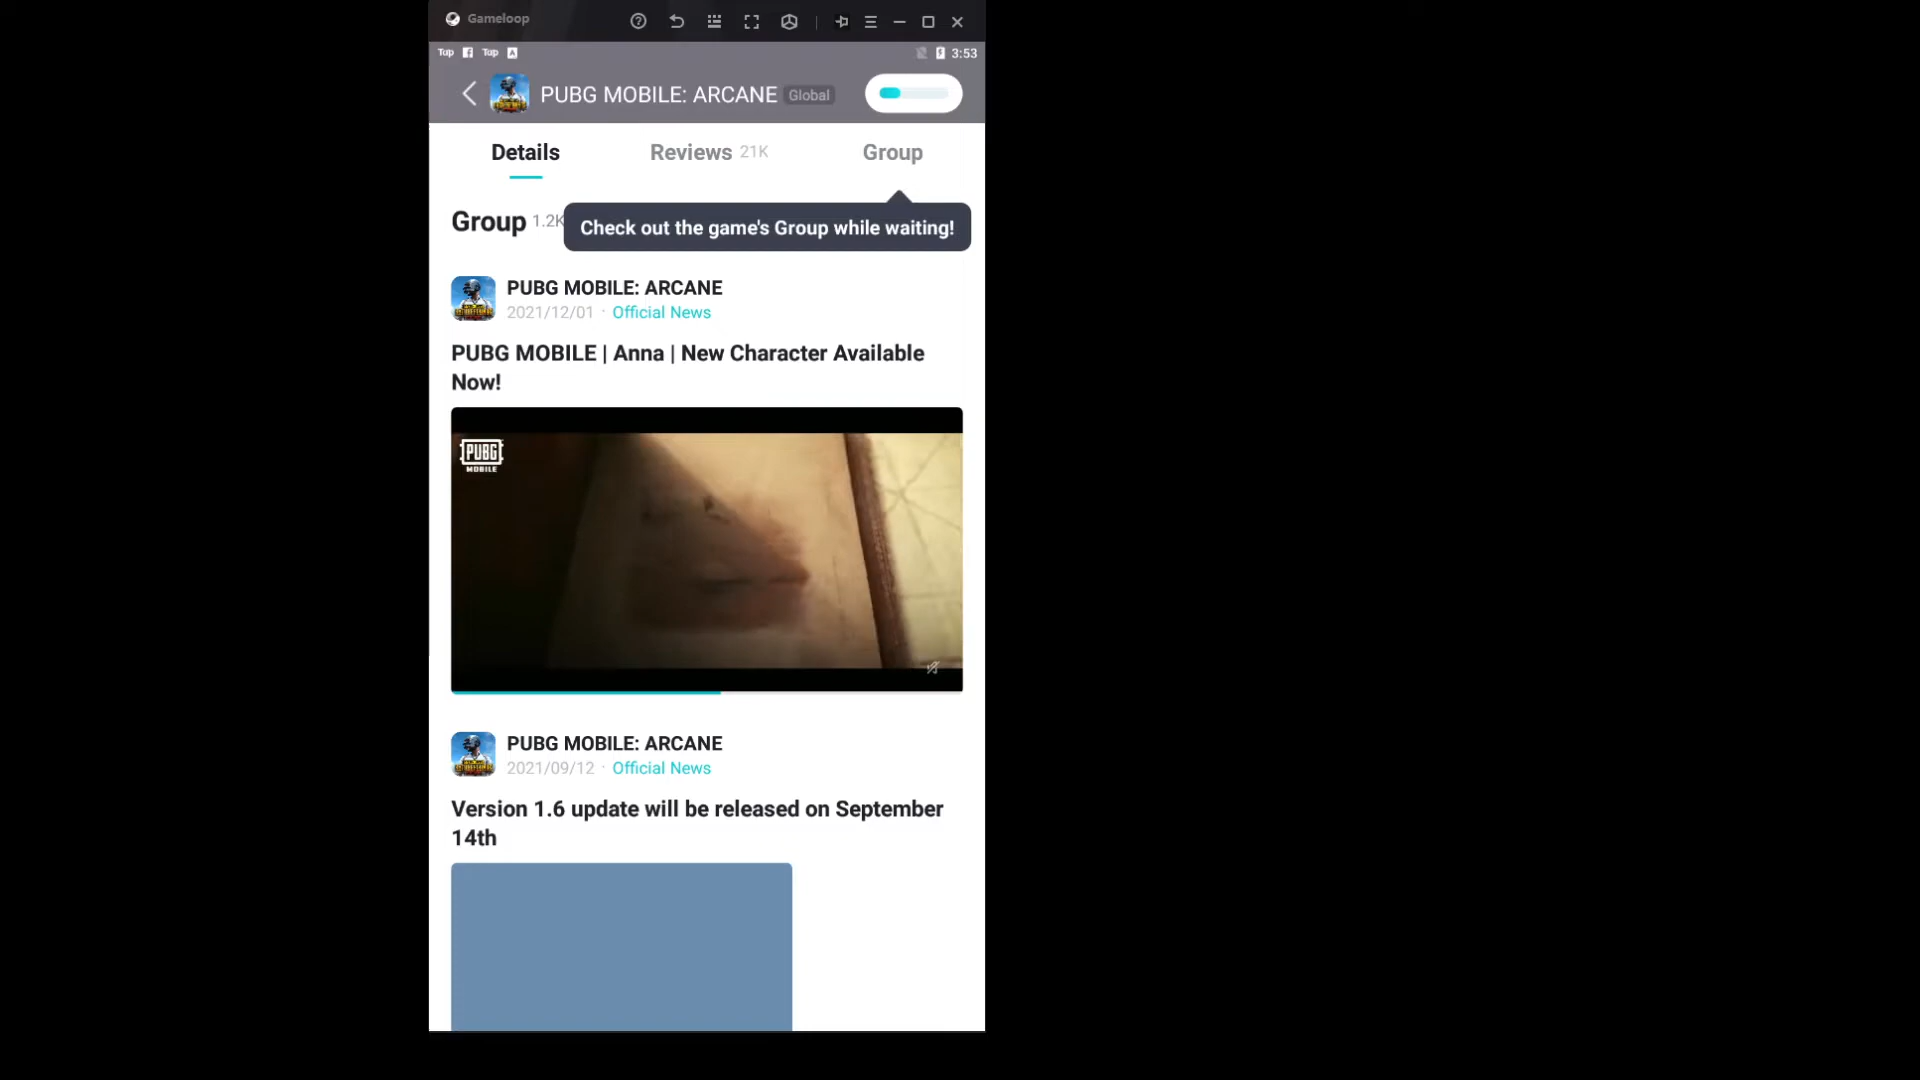 Gameloop
Tap Tap A 3:53
PUBG MOBILE: ARCANE Global
Details Reviews 21K Group
Group 1.2K
Check out the game's Group while waiting!
PUBG MOBILE: ARCANE
2021/12/01 · Official News
PUBG MOBILE | Anna | New Character Available
Now!
PUBG
MOBILE
PUBG MOBILE: ARCANE
2021/09/12 · Official News
Version 1.6 update will be released on September
14th